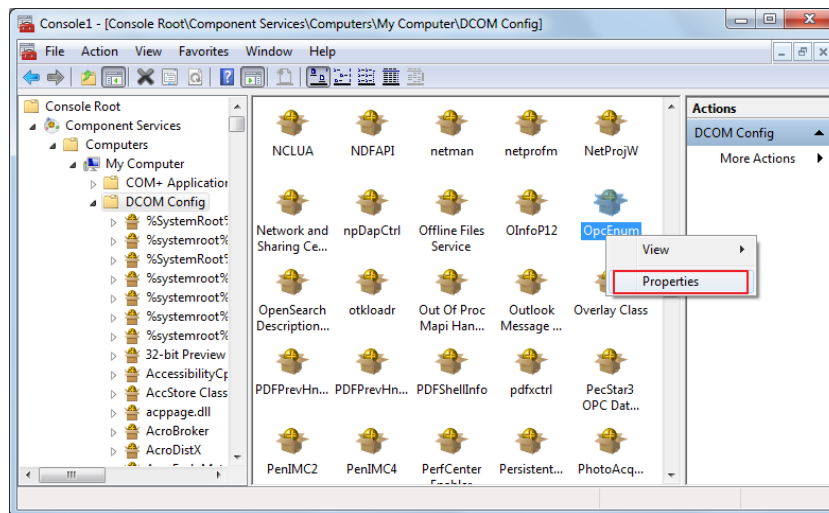 Console1 - [Console Root\Component Services\Computers\My Computer\DCOM Config]
File Action View Favorites Window Help
Console Root
Component Services
Computers
My Computer
COM+ Application
DCOM Config
%SystemRoot%
%systemroot%
%SystemRoot%
%systemroot%
%systemroot%
%systemroot%
%systemroot%
32-bit Preview
AccessibilityCp
AccStore Class
acppage.dll
AcroBroker
AcroDistX
NCLUA NDFAPI netman netprofm NetProjW
Network and Sharing Ce... npDapCtrl Offline Files Service OInfoP12 OpcEnum
OpenSearch Description... otkloadr Out Of Proc Mapi Han... Outlook Message ... Overlay Class
PDFPrevHn... PDFPrevHn... PDFShellInfo pdfxctrl PecStar3 OPC Dat...
PenIMC2 PenIMC4 PerfCenter Persistent... PhotoAcq...
View
Properties
Actions
DCOM Config
More Actions